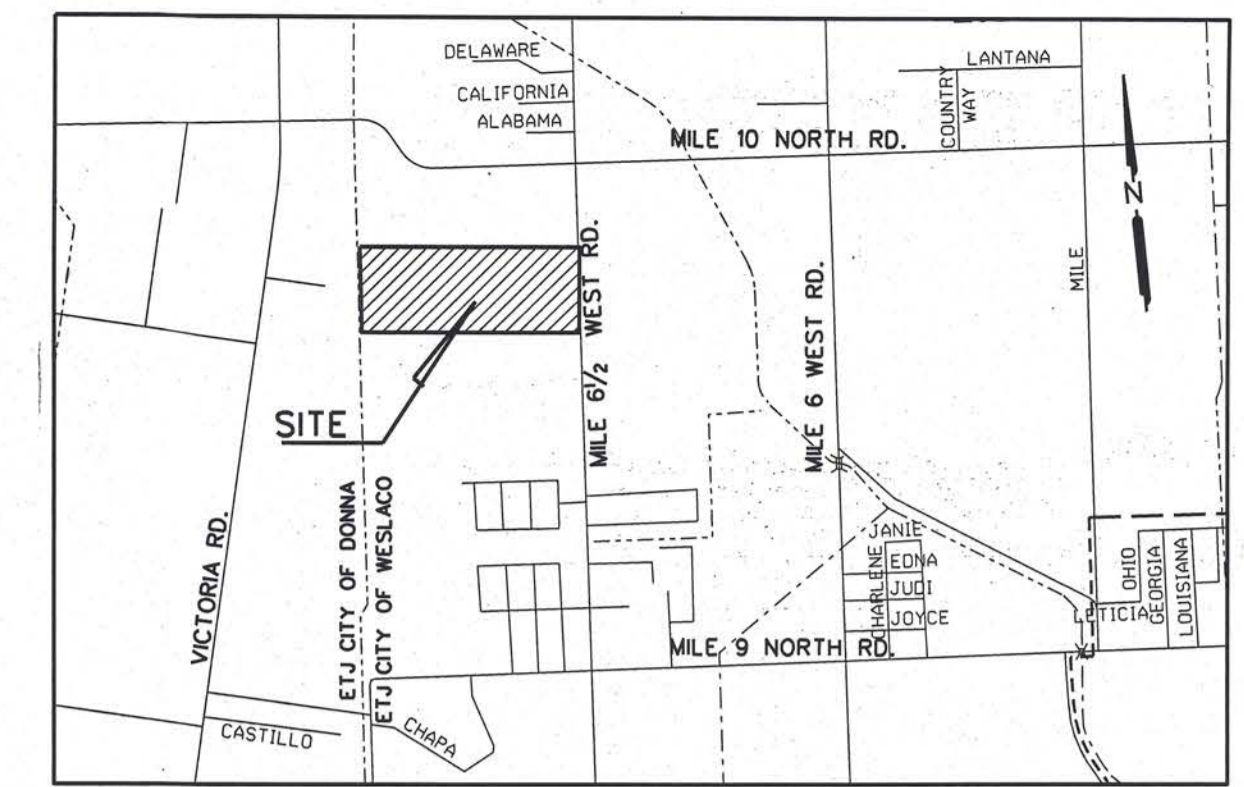 DELAWARE
CALIFORNIA
ALABAMA
LANTANA
COUNTRY
WAY
MILE 10 NORTH RD.
N
MILE 6½ WEST RD.
MILE 6 WEST RD.
MILE
SITE
VICTORIA RD.
ETJ CITY OF DONNA
ETJ CITY OF WESLACO
JANIE
CHARLENE
EDNA
JUDI
JOYCE
OHIO
GEORGIA
LOUISIANA
LETICIA
MILE 9 NORTH RD.
CASTILLO
CHAPA